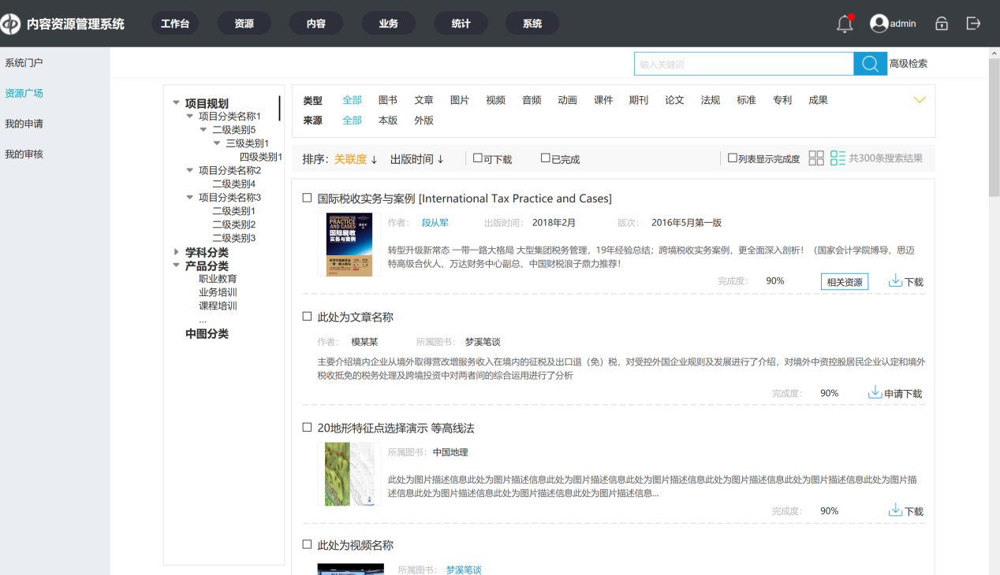 内容资源管理系统 工作台 资源 内容 业务 统计 系统 admin
系统门户
资源广场
我的申请
我的审核
输入关键词 高级检索
项目规划
项目分类名称1
二级类别5
三级类别1
四级类别1
项目分类名称2
二级类别4
项目分类名称3
二级类别1
二级类别2
二级类别3
学科分类
产品分类
职业教育
业务培训
课程培训
...
中图分类
类型 全部 图书 文章 图片 视频 音频 动画 课件 期刊 论文 法规 标准 专利 成果
来源 全部 本版 外版
排序：关联度 ↓ 出版时间 ↓ 可下载 已完成 列表显示完成度 共300条搜索结果
国际税收实务与案例 [International Tax Practice and Cases]
INTERNATIONAL TAX
PRACTICE
AND CASES
国际税收
实务与案例
作者： 段从军 出版时间： 2018年2月 版次： 2016年5月第一版
转型升级新常态 一带一路大格局 大型集团税务管理，19年经验总结；跨境税收实务案例，更全面深入剖析！（国家会计学院博导、思迈
特高级合伙人、万达财务中心副总、中国财税浪子鼎力推荐！
完成度： 90% 相关资源 下载
此处为文章名称
作者： 模某某 所属图书： 梦溪笔谈
主要介绍境内企业从境外取得营改增服务收入在境内的征税及出口退（免）税，对受控外国企业规则及发展进行了介绍，对境外中资控股居民企业认定和境外
税收抵免的税务处理及跨境投资中对两者间的综合运用进行了分析
完成度： 90% 申请下载
20地形特征点选择演示 等高线法
所属图书： 中国地理
此处为图片描述信息此处为图片描述信息此处为图片描述信息此处为图片描述信息此处为图片描述信息此处为图片描述信息此处为图片描
述信息此处为图片描述信息此处为图片描述信息此处为图片描述信息...
完成度： 90% 下载
此处为视频名称
所属图书： 梦溪笔谈